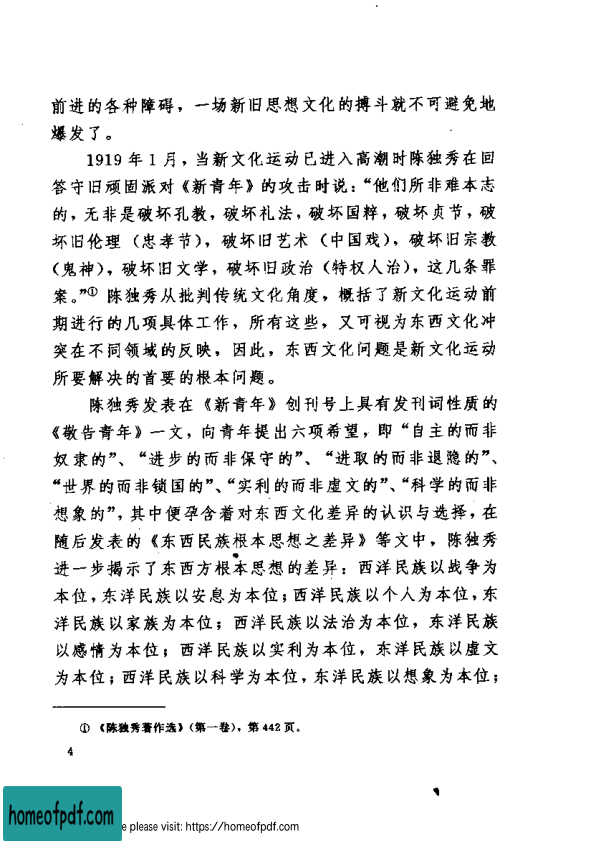 前进的各种障碍，一场新旧思想文化的搏斗就不可避免地
爆发了。
1919年1月，当新文化运动已进入高潮时陈独秀在回
答守旧顽固派对《新青年》的攻击时说：“他们所非难本志
的，无非是破坏孔教，破坏礼法，破坏国粹，破坏贞节，破
坏旧伦理（忠孝节），破坏旧艺术（中国戏），破坏旧宗教
（鬼神），破坏旧文学，破坏旧政治（特权人治），这几条罪
案。”① 陈独秀从批判传统文化角度，概括了新文化运动前
期进行的几项具体工作，所有这些，又可视为东西文化冲
突在不同领域的反映，因此，东西文化问题是新文化运动
所要解决的首要的根本问题。
陈独秀发表在《新青年》创刊号上具有发刊词性质的
《敬告青年》一文，向青年提出六项希望，即“自主的而非
奴隶的”、“进步的而非保守的”、“进取的而非退隐的”、
“世界的而非锁国的”、“实利的而非虚文的”、“科学的而非
想象的”，其中便孕含着对东西文化差异的认识与选择，在
随后发表的《东西民族根本思想之差异》等文中，陈独秀
进一步揭示了东西方根本思想的差异：西洋民族以战争为
本位，东洋民族以安息为本位；西洋民族以个人为本位，东
洋民族以家族为本位；西洋民族以法治为本位，东洋民族
以感情为本位；西洋民族以实利为本位，东洋民族以虚文
为本位；西洋民族以科学为本位，东洋民族以想象为本位；
① 《陈独秀著作选》（第一卷），第442页。
4
homeofpdf.com
e please visit: https://homeofpdf.com